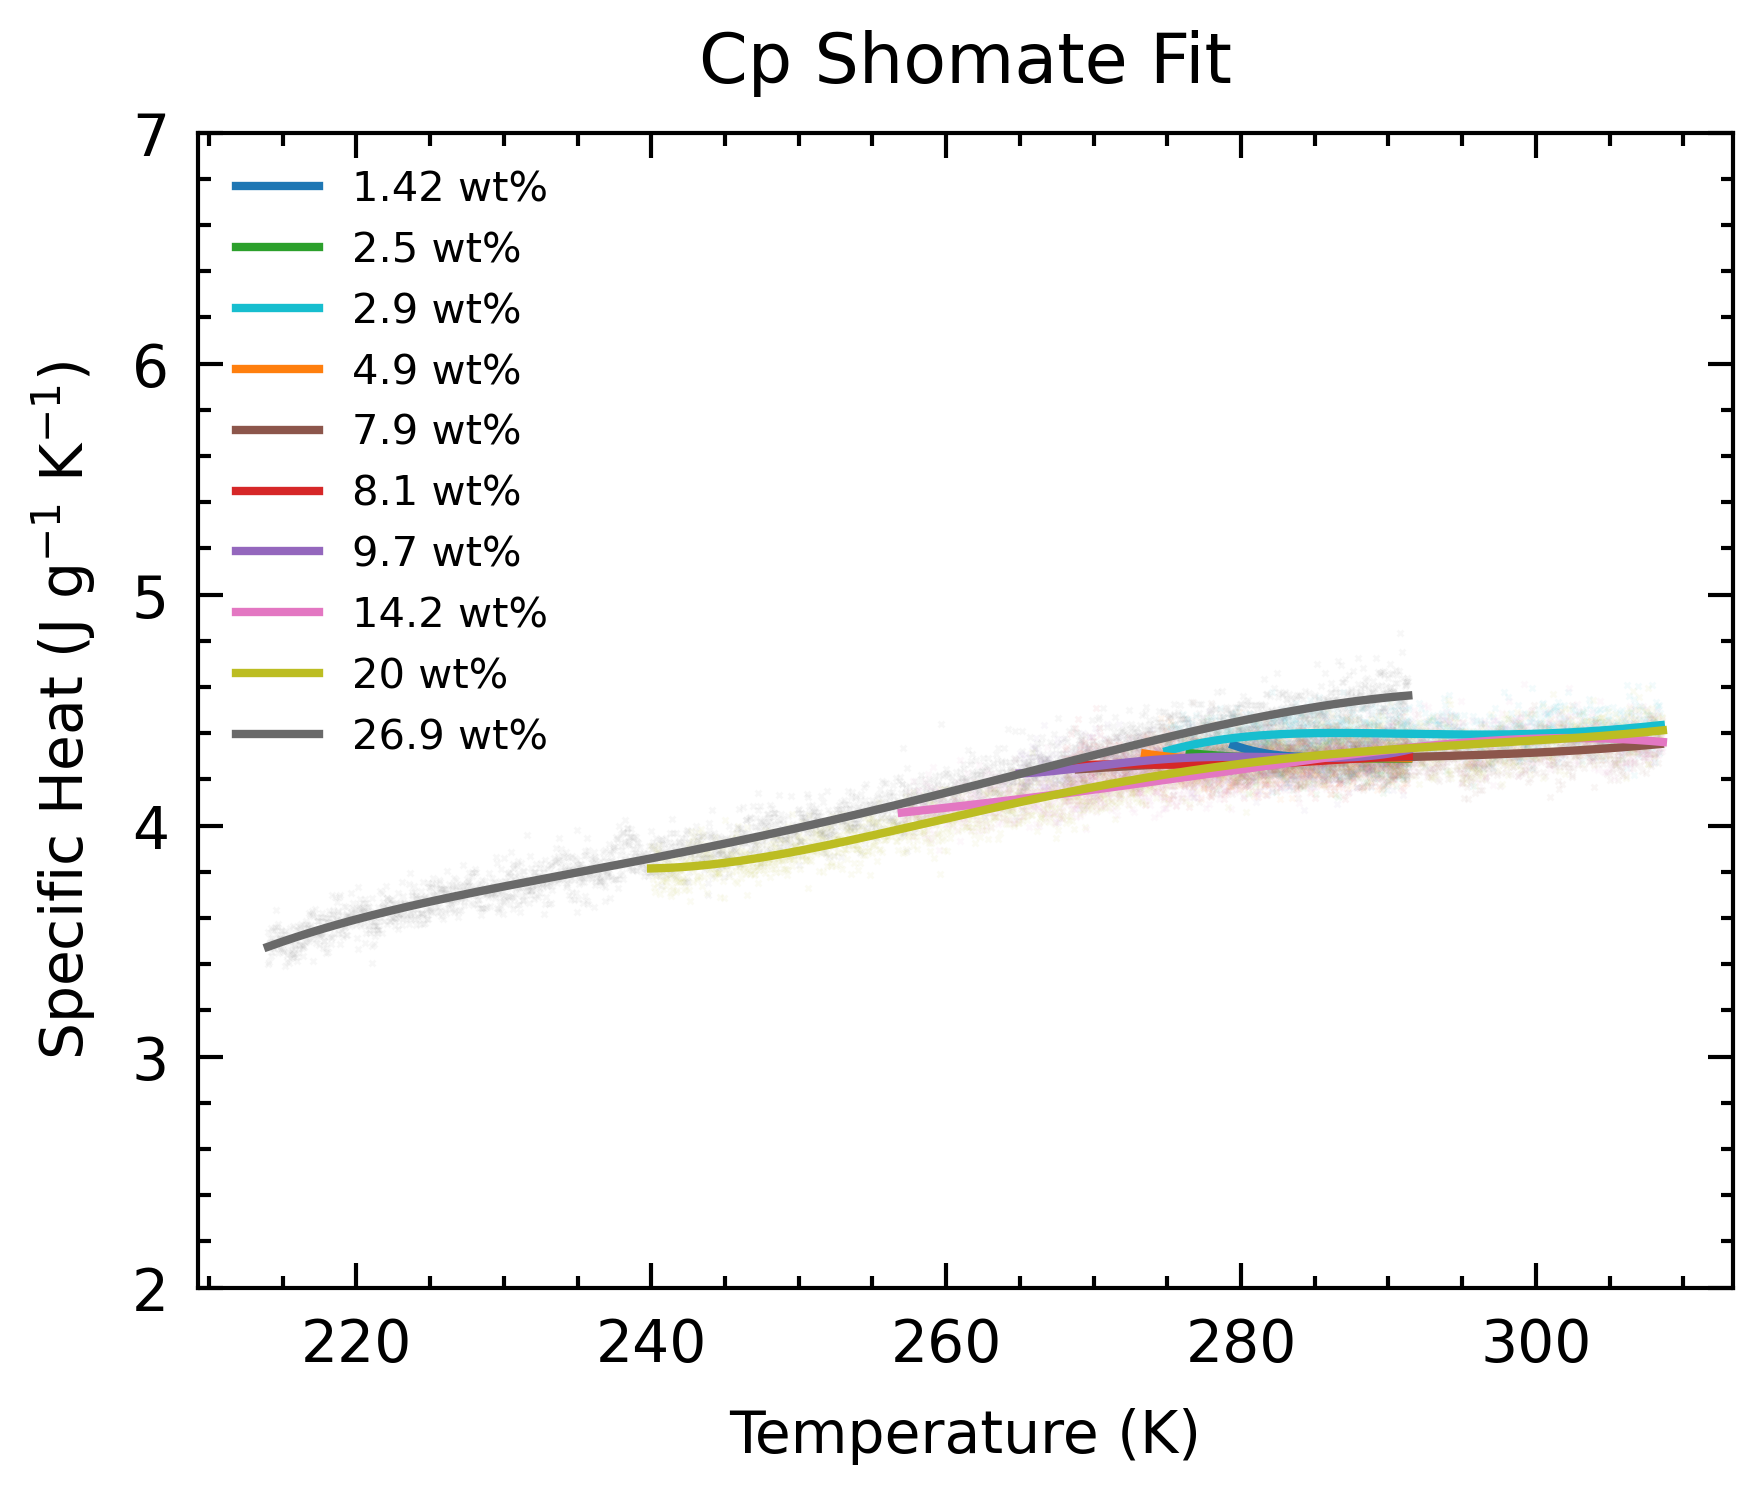 Cp Shomate Fit
7
6
5
4
3
2
Specific Heat (J g⁻¹ K⁻¹)
1.42 wt%
2.5 wt%
2.9 wt%
4.9 wt%
7.9 wt%
8.1 wt%
9.7 wt%
14.2 wt%
20 wt%
26.9 wt%
220 240 260 280 300
Temperature (K)